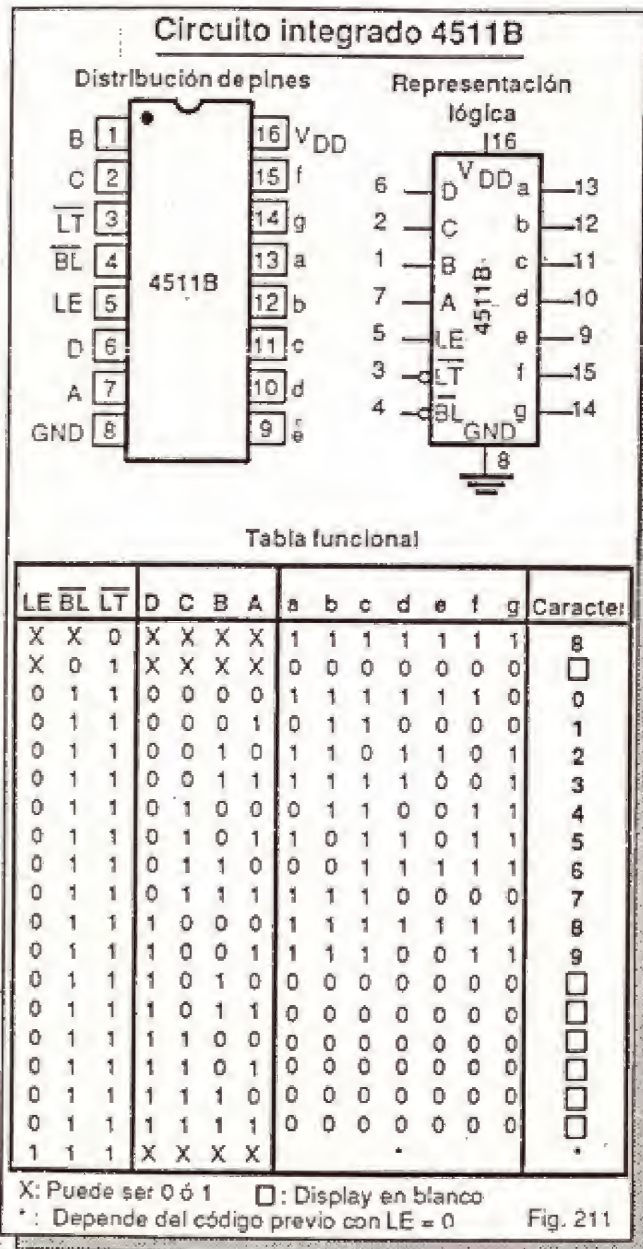 Circuito integrado 4511B
Distribución de pines
B 1 16 VDD
C 2 15 f
LT 3 14 g
BL 4 13 a
4511B
LE 5 12 b
D 6 11 c
A 7 10 d
GND 8 9 e
Representación
lógica
16
6 D VDD a 13
2 C b 12
1 B c 11
7 A d 10
4511B
5 LE e 9
3 LT f 15
4 BL g 14
GND
8
Tabla funcional
LE BL LT D C B A a b c d e f g Caracter
X X 0 X X X X 1 1 1 1 1 1 1 8
X 0 1 X X X X 0 0 0 0 0 0 0 □
0 1 1 0 0 0 0 1 1 1 1 1 1 0 0
0 1 1 0 0 0 1 0 1 1 0 0 0 0 1
0 1 1 0 0 1 0 1 1 0 1 1 0 1 2
0 1 1 0 0 1 1 1 1 1 1 0 0 1 3
0 1 1 0 1 0 0 0 1 1 0 0 1 1 4
0 1 1 0 1 0 1 1 0 1 1 0 1 1 5
0 1 1 0 1 1 0 0 0 1 1 1 1 1 6
0 1 1 0 1 1 1 1 1 1 0 0 0 0 7
0 1 1 1 0 0 0 1 1 1 1 1 1 1 8
0 1 1 1 0 0 1 1 1 1 0 0 1 1 9
0 1 1 1 0 1 0 0 0 0 0 0 0 0 □
0 1 1 1 0 1 1 0 0 0 0 0 0 0 □
0 1 1 1 1 0 0 0 0 0 0 0 0 0 □
0 1 1 1 1 0 1 0 0 0 0 0 0 0 □
0 1 1 1 1 1 0 0 0 0 0 0 0 0 □
0 1 1 1 1 1 1 0 0 0 0 0 0 0 □
1 1 1 X X X X * *
X: Puede ser 0 ó 1 □: Display en blanco
* : Depende del código previo con LE = 0 Fig. 211